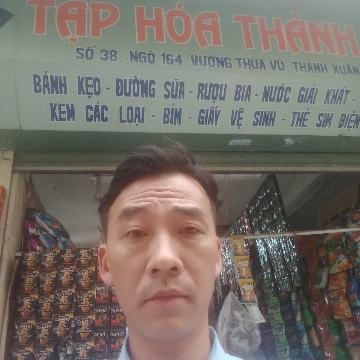 TẠP HÓA THÀNH
SỐ 38, NGÕ 164 VƯƠNG THỪA VŨ, THANH XUÂN
BÁNH KẸO - ĐƯỜNG SỮA - RƯỢU BIA - NƯỚC GIẢI KHÁT -
KEM CÁC LOẠI - BỈM - GIẤY VỆ SINH - THẺ SIM ĐIỆN